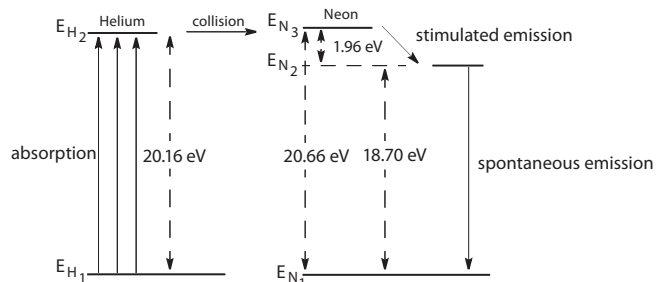 Helium
collision
Neon
E_H₂
E_N₃
1.96 eV
stimulated emission
E_N₂
absorption
20.16 eV
20.66 eV
18.70 eV
spontaneous emission
E_H₁
E_N₁